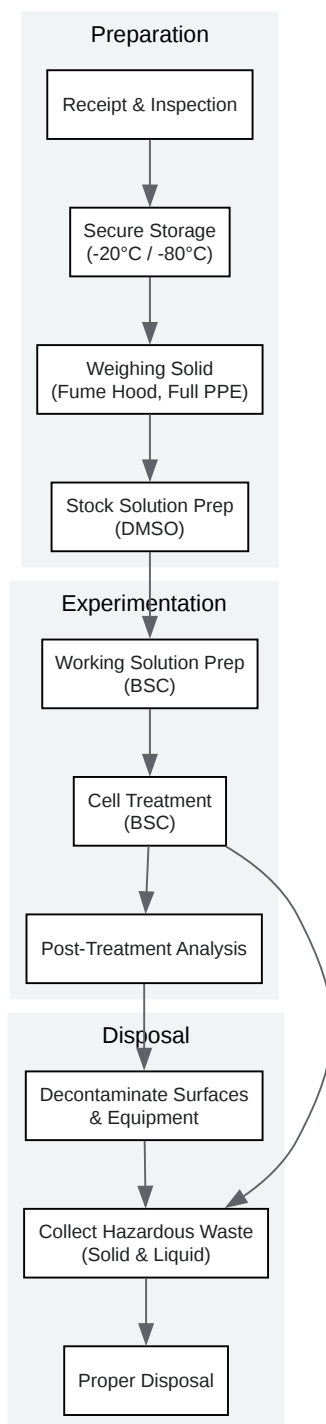 Preparation
Receipt & Inspection
Secure Storage
(-20°C / -80°C)
Weighing Solid
(Fume Hood, Full PPE)
Stock Solution Prep
(DMSO)
Experimentation
Working Solution Prep
(BSC)
Cell Treatment
(BSC)
Post-Treatment Analysis
Disposal
Decontaminate Surfaces
& Equipment
Collect Hazardous Waste
(Solid & Liquid)
Proper Disposal